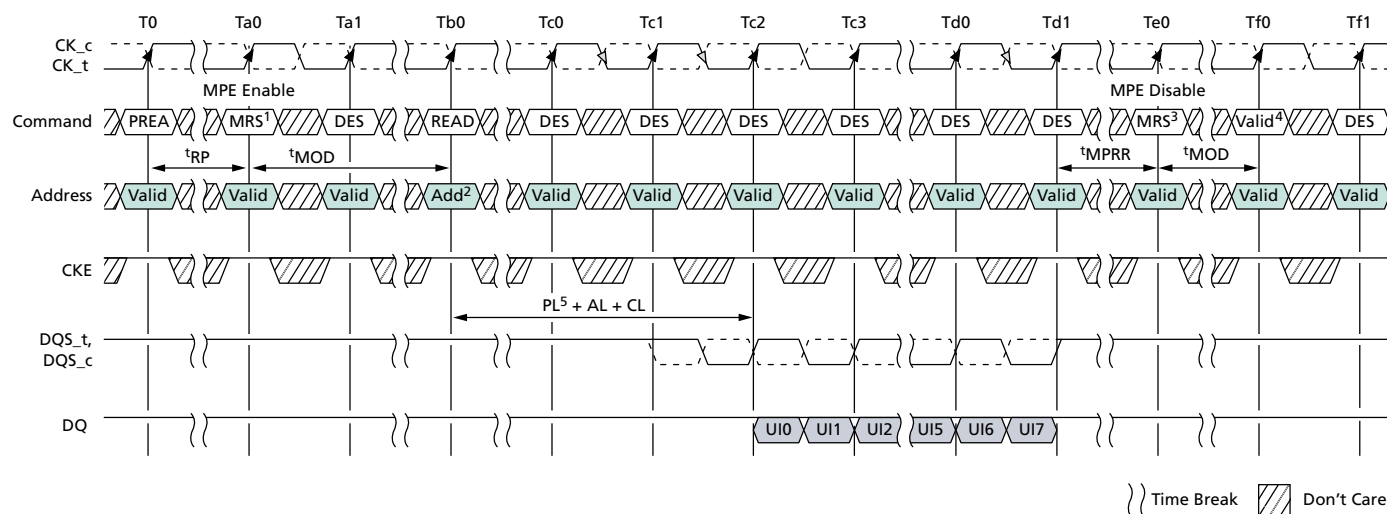 T0 Ta0 Ta1 Tb0 Tc0 Tc1 Tc2 Tc3 Td0 Td1 Te0 Tf0 Tf1
CK_c
CK_t
MPE Enable MPE Disable
Command PREA MRS1 DES READ DES DES DES DES DES DES MRS3 Valid4 DES
tRP tMOD tMPRR tMOD
Address Valid Valid Valid Add2 Valid Valid Valid Valid Valid Valid Valid Valid Valid
CKE
PL5 + AL + CL
DQS_t,
DQS_c
DQ UI0 UI1 UI2 UI5 UI6 UI7
Time Break Don't Care